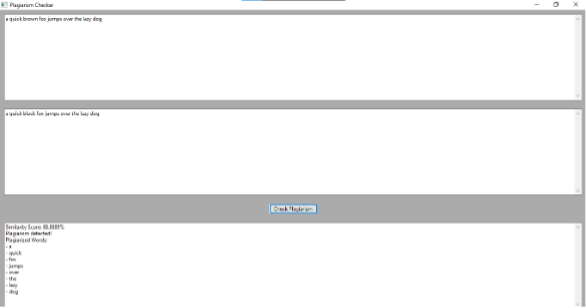 Plagiarism Checker
a quick brown fox jumps over the lazy dog
a quick black fox jumps over the lazy dog
Check Plagiarism
Similarity Score: 88.8889%
Plagiarism detected!
Plagiarized Words:
- a
- quick
- fox
- jumps
- over
- the
- lazy
- dog